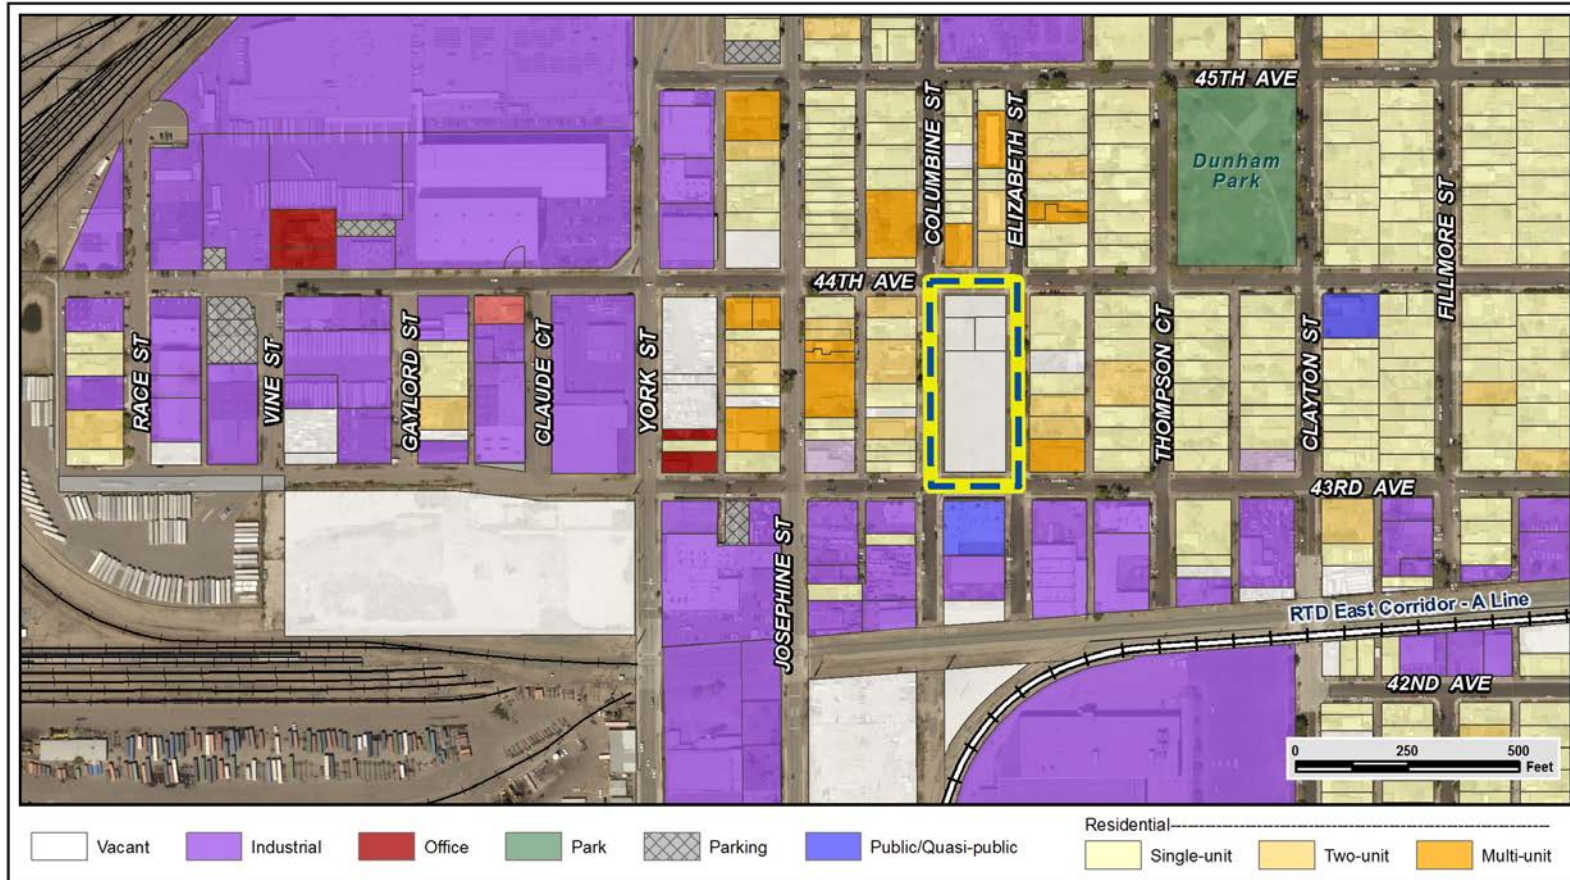 45TH AVE
COLUMBINE ST
ELIZABETH ST
Dunham
Park
FILLMORE ST
44TH AVE
RACE ST
VINE ST
GAYLORD ST
CLAUDE CT
YORK ST
THOMPSON CT
CLAYTON ST
43RD AVE
JOSEPHINE ST
RTD East Corridor - A Line
42ND AVE
0 250 500
Feet
Vacant Industrial Office Park Parking Public/Quasi-public
Residential
Single-unit Two-unit Multi-unit